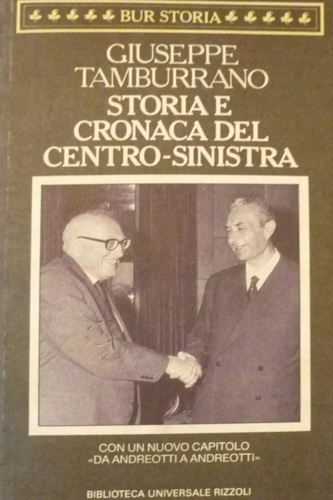 BUR STORIA
GIUSEPPE
TAMBURRANO
STORIA E
CRONACA DEL
CENTRO-SINISTRA
CON UN NUOVO CAPITOLO
«DA ANDREOTTI A ANDREOTTI»
BIBLIOTECA UNIVERSALE RIZZOLI